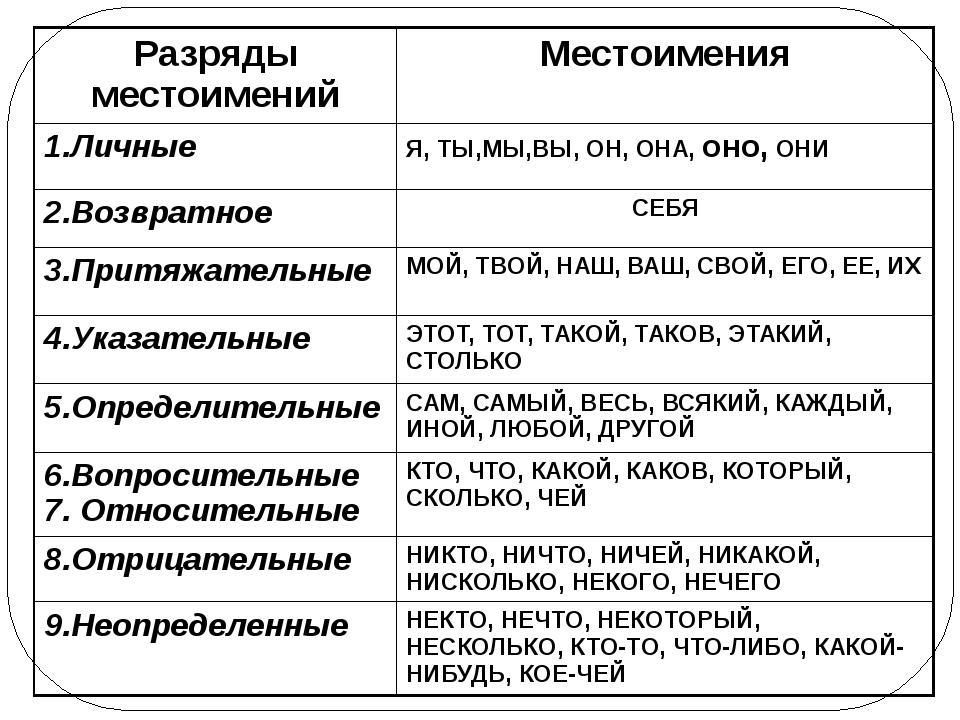 Разряды
местоимений
Местоимения
1.Личные
Я, ТЫ,МЫ,ВЫ, ОН, ОНА, ОНО, ОНИ
2.Возвратное
СЕБЯ
3.Притяжательные
МОЙ, ТВОЙ, НАШ, ВАШ, СВОЙ, ЕГО, ЕЕ, ИХ
4.Указательные
ЭТОТ, ТОТ, ТАКОЙ, ТАКОВ, ЭТАКИЙ,
СТОЛЬКО
5.Определительные
САМ, САМЫЙ, ВЕСЬ, ВСЯКИЙ, КАЖДЫЙ,
ИНОЙ, ЛЮБОЙ, ДРУГОЙ
6.Вопросительные
7. Относительные
КТО, ЧТО, КАКОЙ, КАКОВ, КОТОРЫЙ,
СКОЛЬКО, ЧЕЙ
8.Отрицательные
НИКТО, НИЧТО, НИЧЕЙ, НИКАКОЙ,
НИСКОЛЬКО, НЕКОГО, НЕЧЕГО
9.Неопределенные
НЕКТО, НЕЧТО, НЕКОТОРЫЙ,
НЕСКОЛЬКО, КТО-ТО, ЧТО-ЛИБО, КАКОЙ-
НИБУДЬ, КОЕ-ЧЕЙ